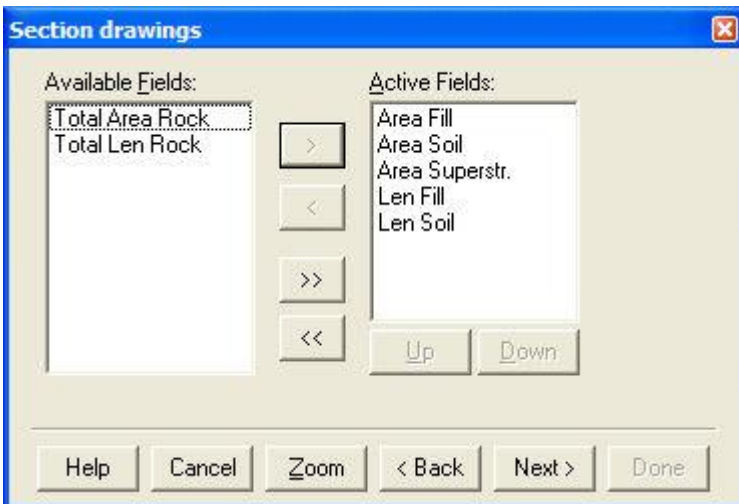 Section drawings
Available Fields:
Total Area Rock
Total Len Rock
>
<
>>
<<
Active Fields:
Area Fill
Area Soil
Area Superstr.
Len Fill
Len Soil
Up
Down
Help
Cancel
Zoom
< Back
Next >
Done